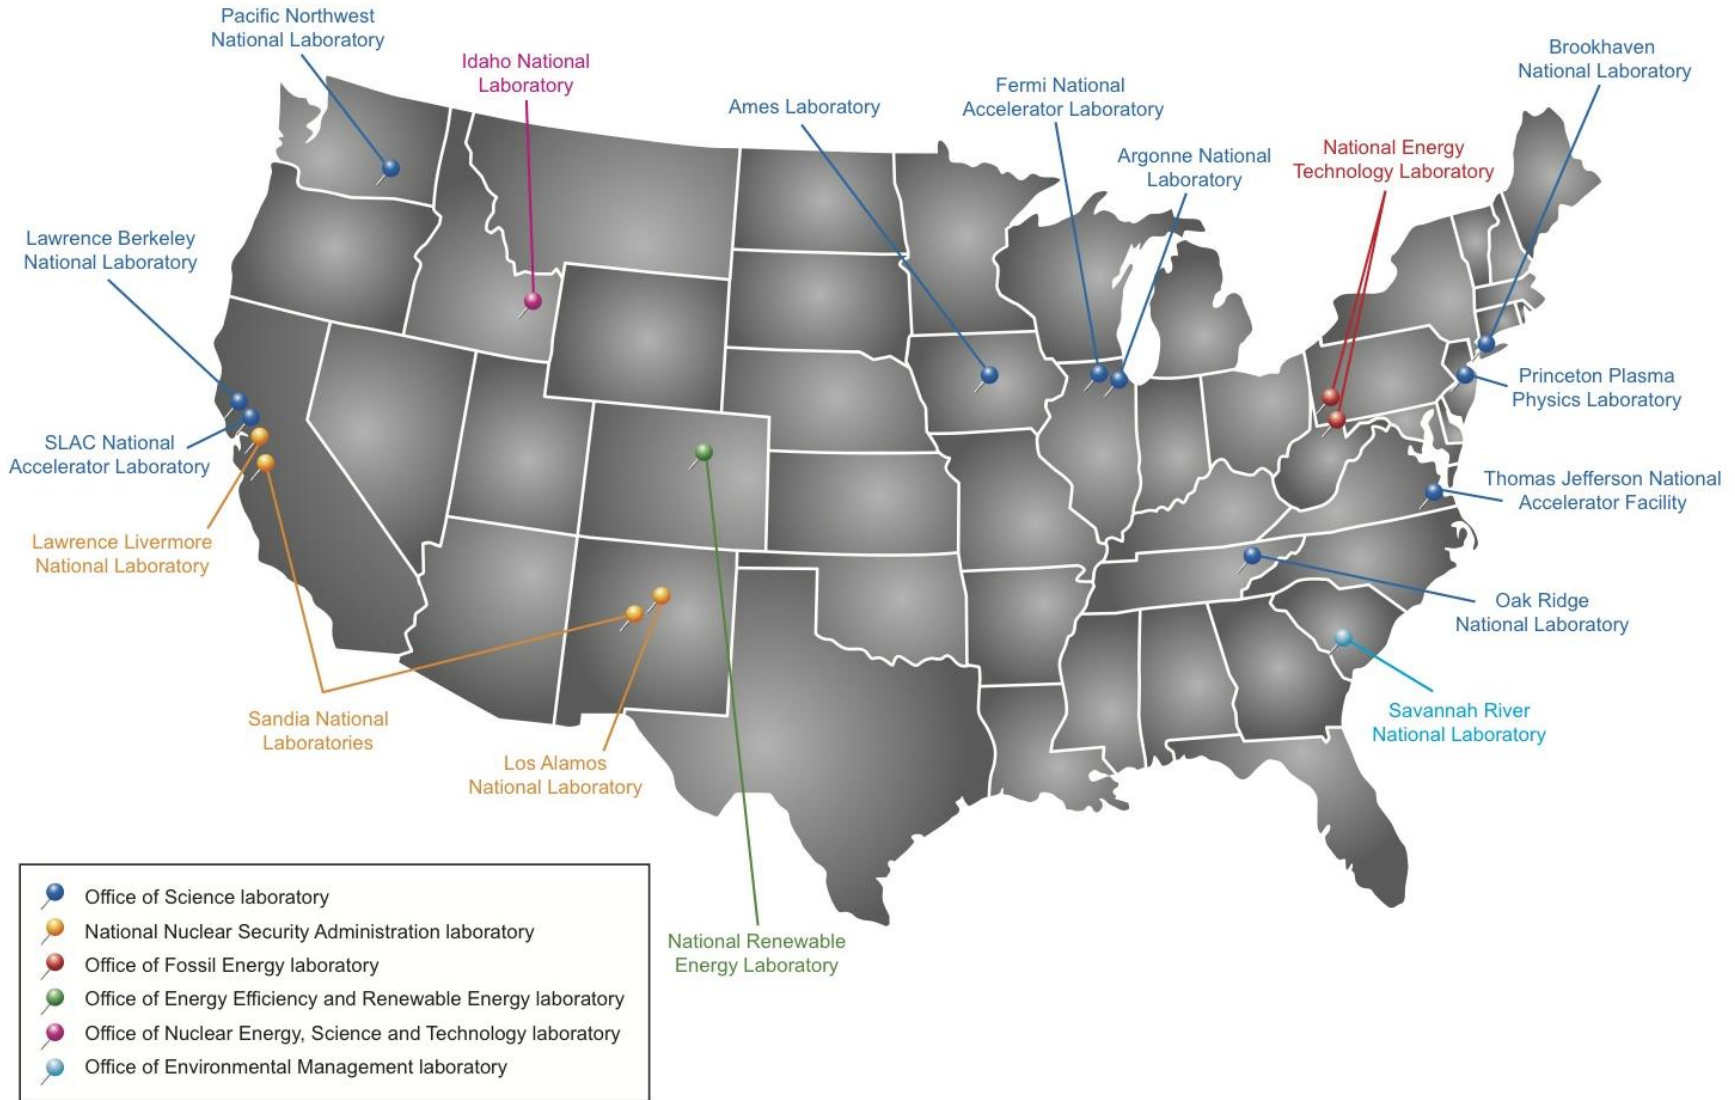 Pacific Northwest
National Laboratory
Idaho National
Laboratory
Ames Laboratory
Fermi National
Accelerator Laboratory
Argonne National
Laboratory
National Energy
Technology Laboratory
Brookhaven
National Laboratory
Lawrence Berkeley
National Laboratory
SLAC National
Accelerator Laboratory
Lawrence Livermore
National Laboratory
Sandia National
Laboratories
Los Alamos
National Laboratory
National Renewable
Energy Laboratory
Princeton Plasma
Physics Laboratory
Thomas Jefferson National
Accelerator Facility
Oak Ridge
National Laboratory
Savannah River
National Laboratory
Office of Science laboratory
National Nuclear Security Administration laboratory
Office of Fossil Energy laboratory
Office of Energy Efficiency and Renewable Energy laboratory
Office of Nuclear Energy, Science and Technology laboratory
Office of Environmental Management laboratory